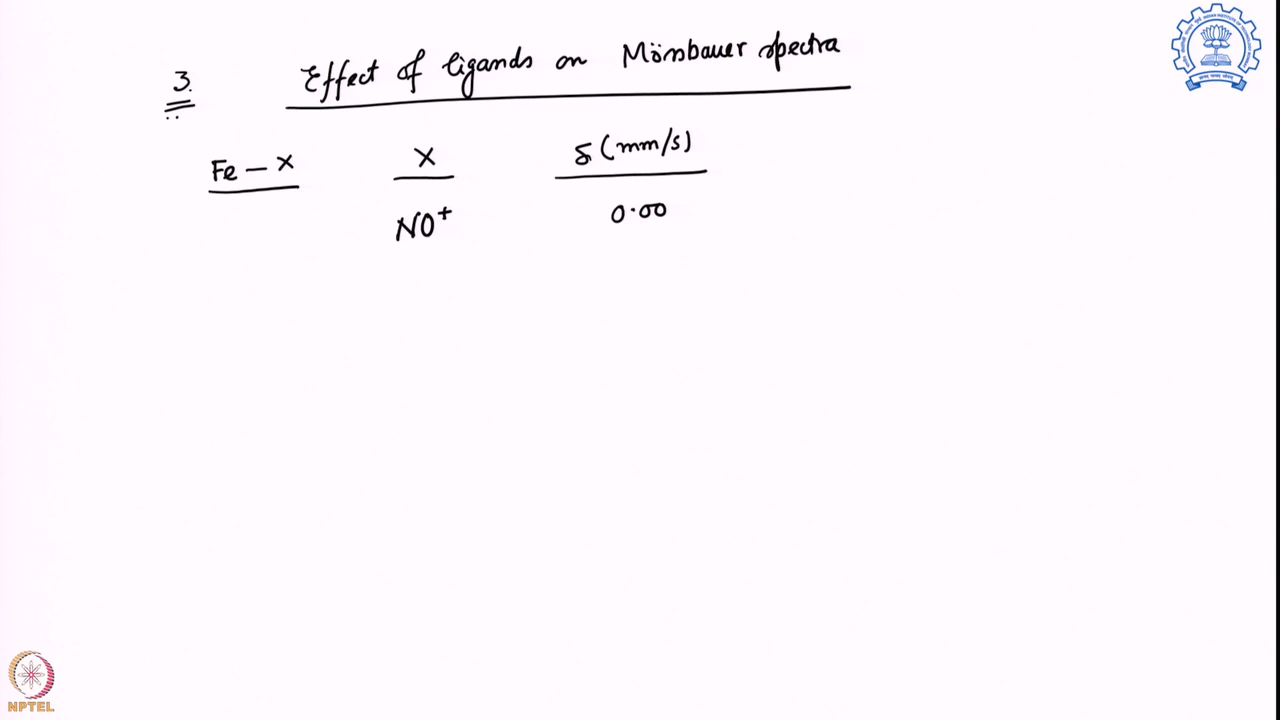 3. Effect of ligands on Mössbauer spectra
Fe - X X δ (mm/s)
NO⁺ 0.00
NPTEL